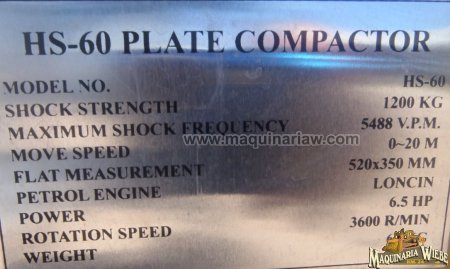 HS-60 PLATE COMPACTOR
MODEL NO. HS-60
SHOCK STRENGTH 1200 KG
MAXIMUM SHOCK FREQUENCY 5488 V.P.M.
MOVE SPEED 0~20 M
www.maquinariaw.com
FLAT MEASUREMENT 520x350 MM
PETROL ENGINE LONCIN
POWER 6.5 HP
ROTATION SPEED 3600 R/MIN
WEIGHT
MAQUINARIA WIEBE